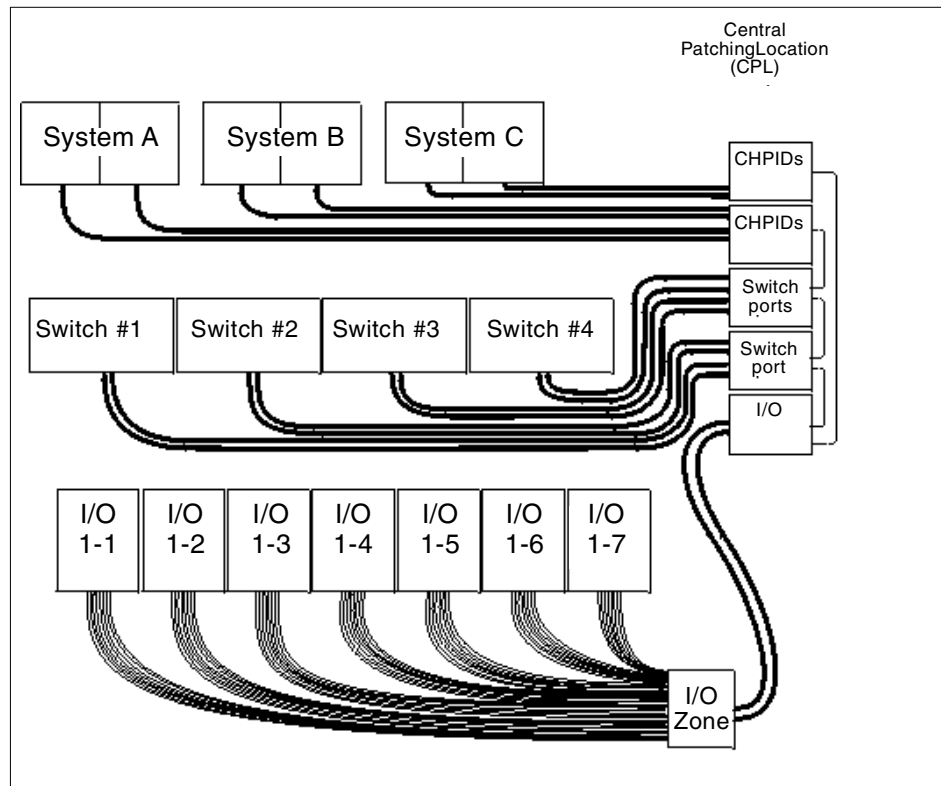 Central
PatchingLocation
(CPL)
System A
System B
System C
CHPIDs
CHPIDs
Switch
ports
Switch #1
Switch #2
Switch #3
Switch #4
Switch
port
I/O
I/O
1-1
I/O
1-2
I/O
1-3
I/O
1-4
I/O
1-5
I/O
1-6
I/O
1-7
I/O
Zone